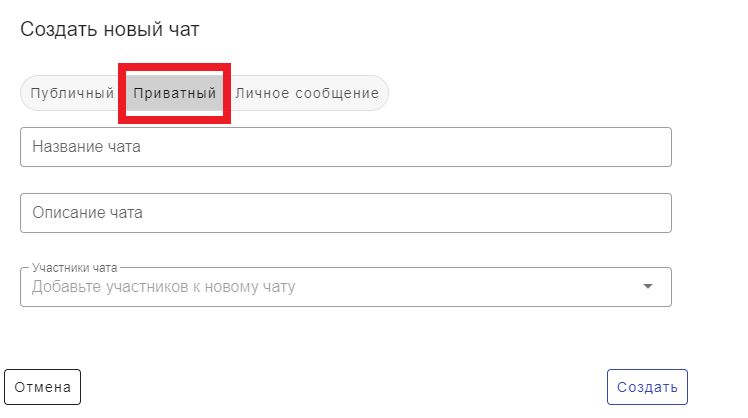 Создать новый чат
Публичный Приватный Личное сообщение
Название чата
Описание чата
Участники чата
Добавьте участников к новому чату
Отмена Создать